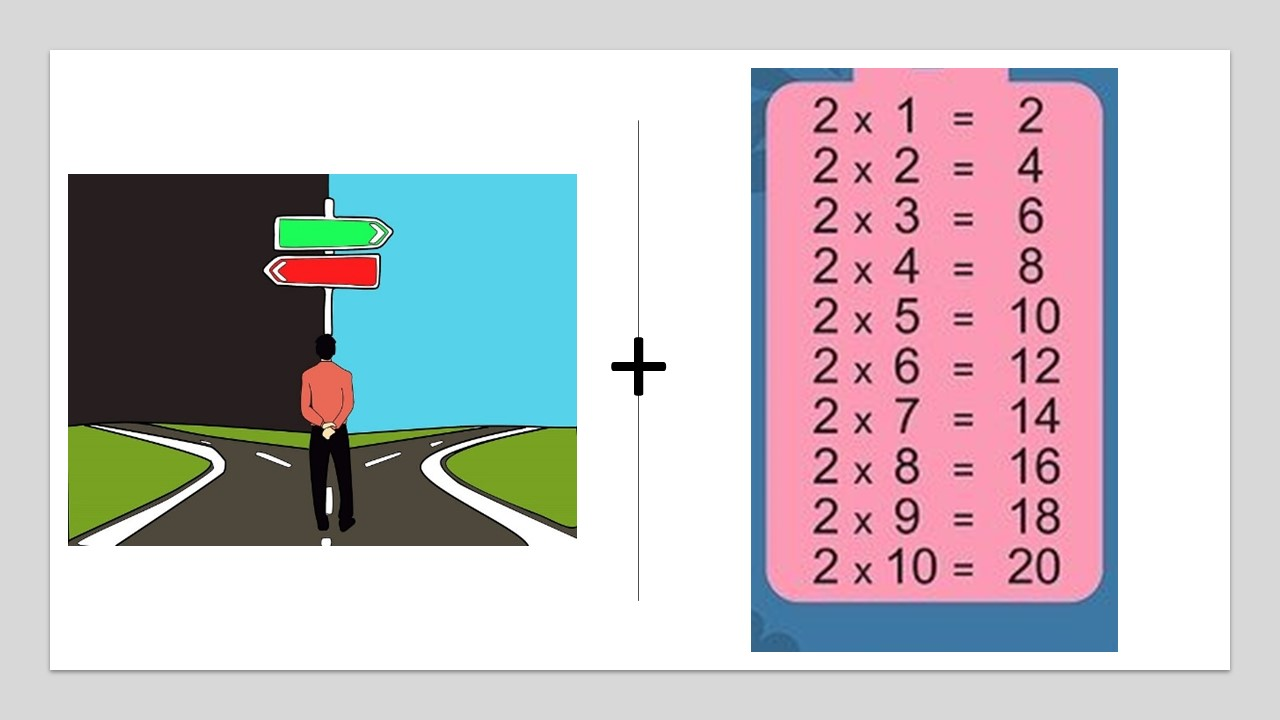 +
2 x 1 = 2
2 x 2 = 4
2 x 3 = 6
2 x 4 = 8
2 x 5 = 10
2 x 6 = 12
2 x 7 = 14
2 x 8 = 16
2 x 9 = 18
2 x 10 = 20